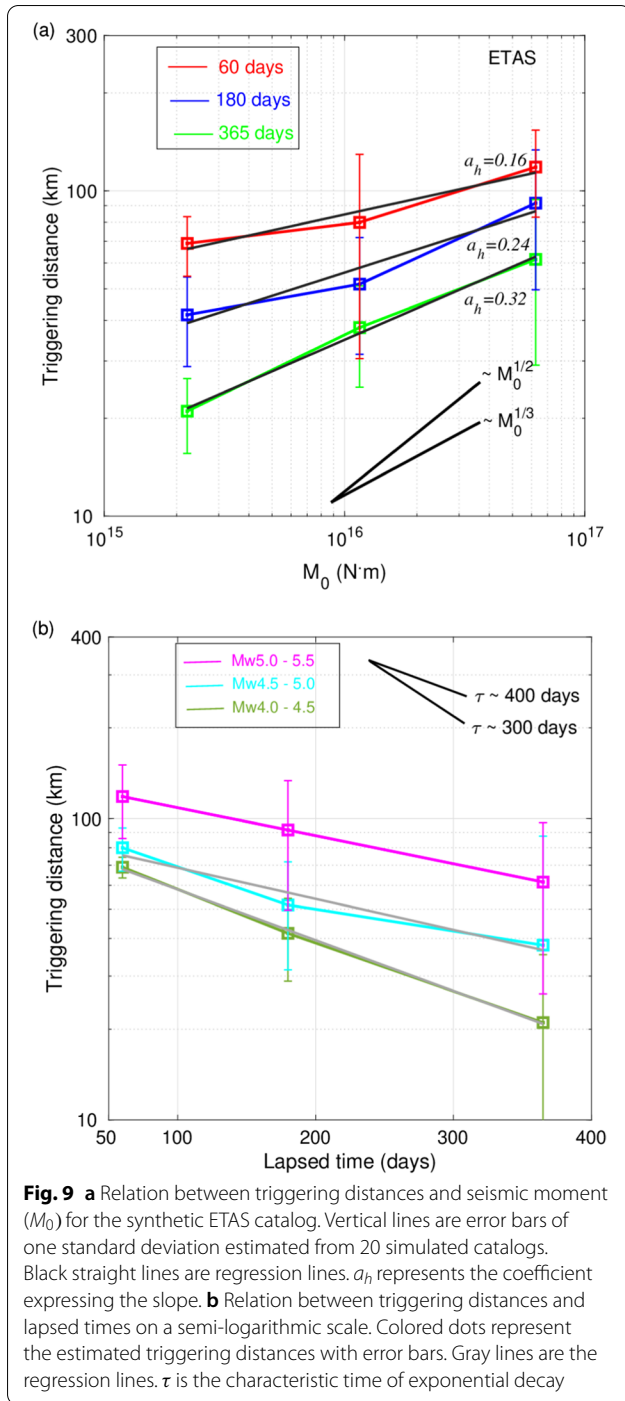 (a)
300
100
10
Triggering distance (km)
60 days
180 days
365 days
ETAS
a_h=0.16
a_h=0.24
a_h=0.32
~ M_0^{1/2}
~ M_0^{1/3}
10^{15} 10^{16} 10^{17}
M_0 (N·m)
(b)
400
100
10
Triggering distance (km)
Mw5.0 - 5.5
Mw4.5 - 5.0
Mw4.0 - 4.5
τ ~ 400 days
τ ~ 300 days
50 100 200 300 400
Lapsed time (days)
Fig. 9 a Relation between triggering distances and seismic moment
(M_0) for the synthetic ETAS catalog. Vertical lines are error bars of
one standard deviation estimated from 20 simulated catalogs.
Black straight lines are regression lines. a_h represents the coefficient
expressing the slope. b Relation between triggering distances and
lapsed times on a semi-logarithmic scale. Colored dots represent
the estimated triggering distances with error bars. Gray lines are the
regression lines. τ is the characteristic time of exponential decay